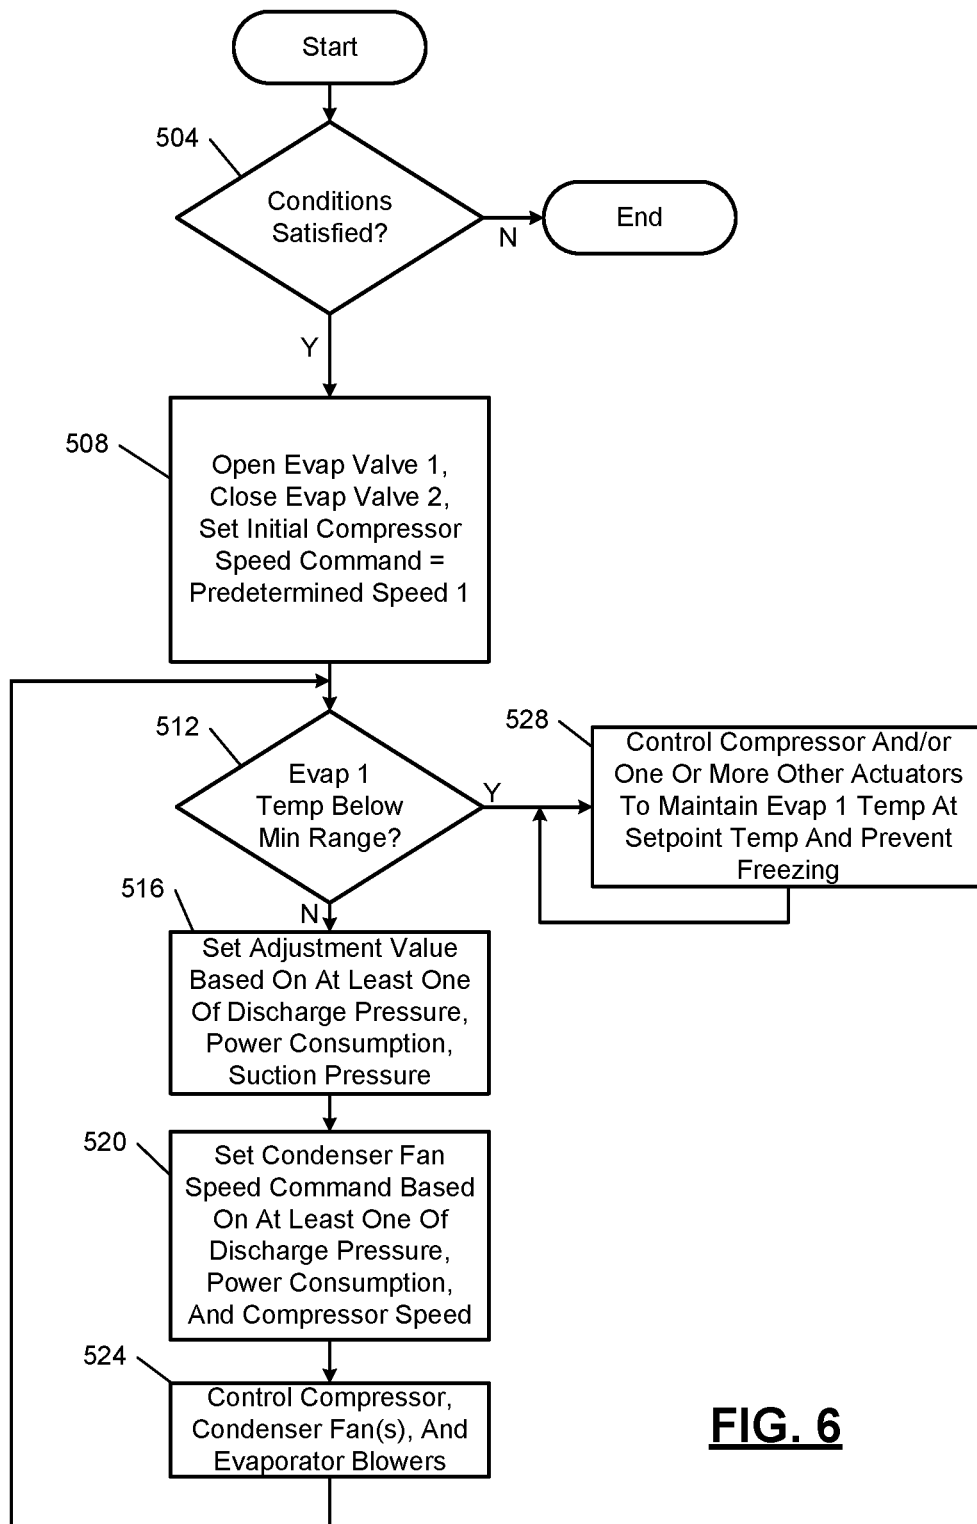 Start
504
Conditions
Satisfied?
N
End
Y
508
Open Evap Valve 1,
Close Evap Valve 2,
Set Initial Compressor
Speed Command =
Predetermined Speed 1
512
Evap 1
Temp Below
Min Range?
Y
528
Control Compressor And/or
One Or More Other Actuators
To Maintain Evap 1 Temp At
Setpoint Temp And Prevent
Freezing
N
516
Set Adjustment Value
Based On At Least One
Of Discharge Pressure,
Power Consumption,
Suction Pressure
520
Set Condenser Fan
Speed Command Based
On At Least One Of
Discharge Pressure,
Power Consumption,
And Compressor Speed
524
Control Compressor,
Condenser Fan(s), And
Evaporator Blowers
FIG. 6